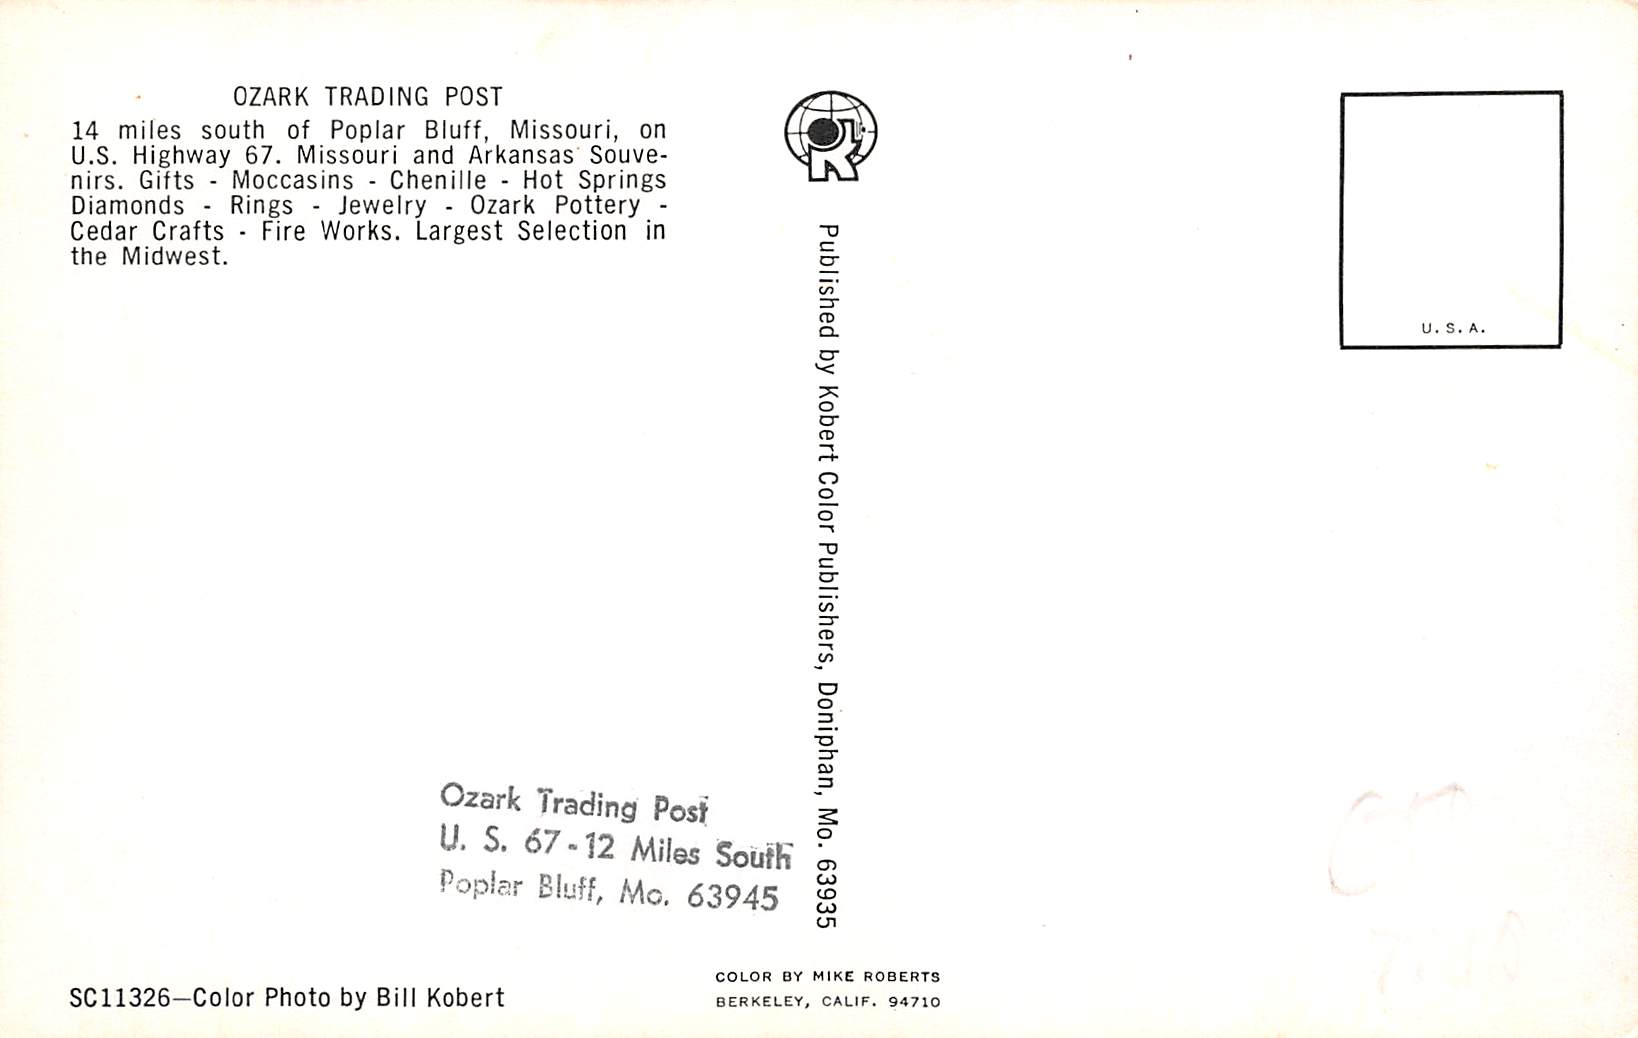 OZARK TRADING POST
14 miles south of Poplar Bluff, Missouri, on
U.S. Highway 67. Missouri and Arkansas Souve-
nirs. Gifts - Moccasins - Chenille - Hot Springs
Diamonds - Rings - Jewelry - Ozark Pottery -
Cedar Crafts - Fire Works. Largest Selection in
the Midwest.
Ozark Trading Post
U. S. 67-12 Miles South
Poplar Bluff, Mo. 63945
SC11326—Color Photo by Bill Kobert
Published by Kobert Color Publishers, Doniphan, Mo. 63935
COLOR BY MIKE ROBERTS
BERKELEY, CALIF. 94710
U. S. A.